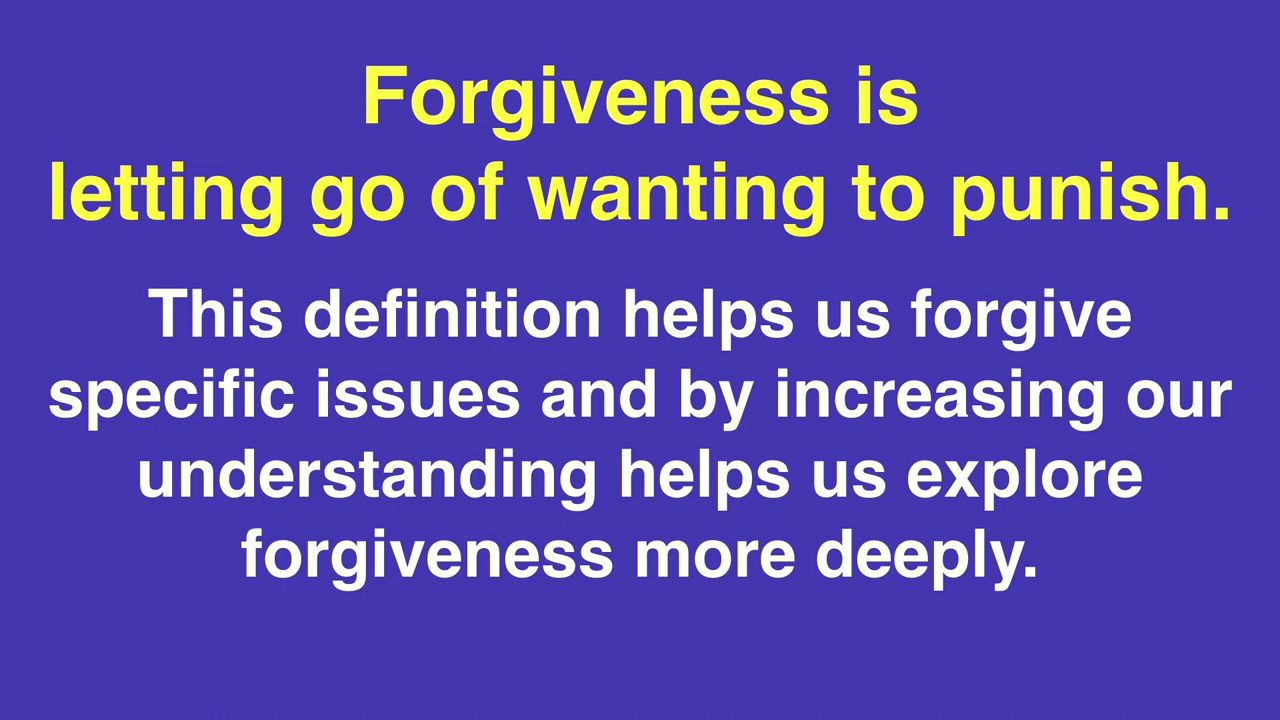 Forgiveness is
letting go of wanting to punish.
This definition helps us forgive
specific issues and by increasing our
understanding helps us explore
forgiveness more deeply.